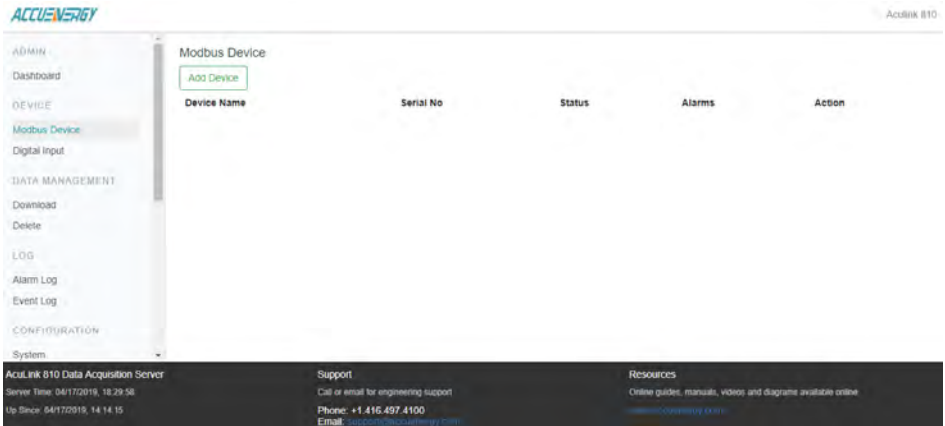 ACCUENERGY
AcuLink 810
ADMIN
Dashboard
DEVICE
Modbus Device
Digital Input
DATA MANAGEMENT
Download
Delete
LOG
Alarm Log
Event Log
CONFIGURATION
System
Modbus Device
Add Device
Device Name Serial No Status Alarms Action
AcuLink 810 Data Acquisition Server
Server Time: 04/17/2019, 18:29:58
Up Since: 04/17/2019, 14:14:15
Support
Call or email for engineering support
Phone: +1.416.497.4100
Email: support@accuenergy.com
Resources
Online guides, manuals, videos and diagrams available online